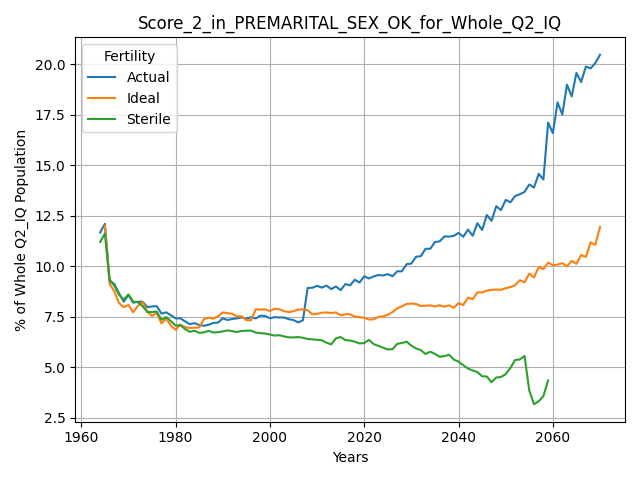 Score_2_in_PREMARITAL_SEX_OK_for_Whole_Q2_IQ
Fertility
Actual
Ideal
Sterile
% of Whole Q2_IQ Population
20.0
17.5
15.0
12.5
10.0
7.5
5.0
2.5
1960
1980
2000
2020
2040
2060
Years